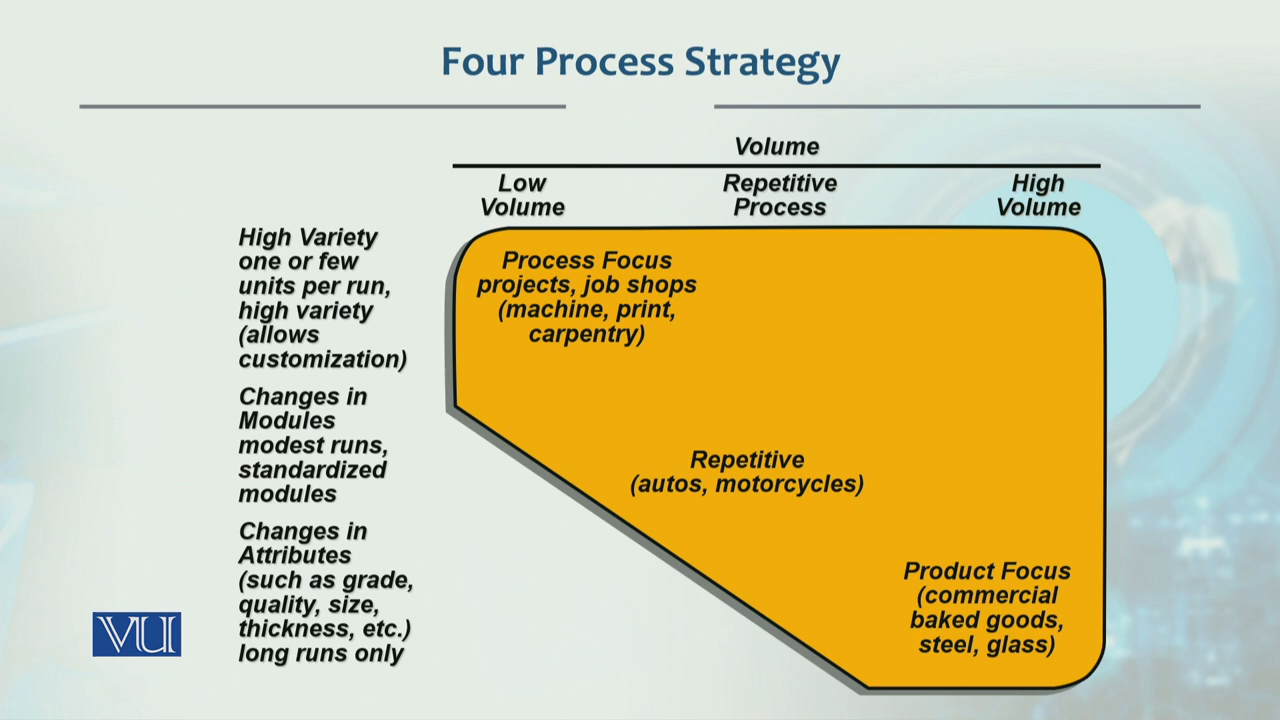 Four Process Strategy
Volume
Low
Volume
Repetitive
Process
High
Volume
High Variety
one or few
units per run,
high variety
(allows
customization)
Changes in
Modules
modest runs,
standardized
modules
Changes in
Attributes
(such as grade,
quality, size,
thickness, etc.)
long runs only
Process Focus
projects, job shops
(machine, print,
carpentry)
Repetitive
(autos, motorcycles)
Product Focus
(commercial
baked goods,
steel, glass)
VU